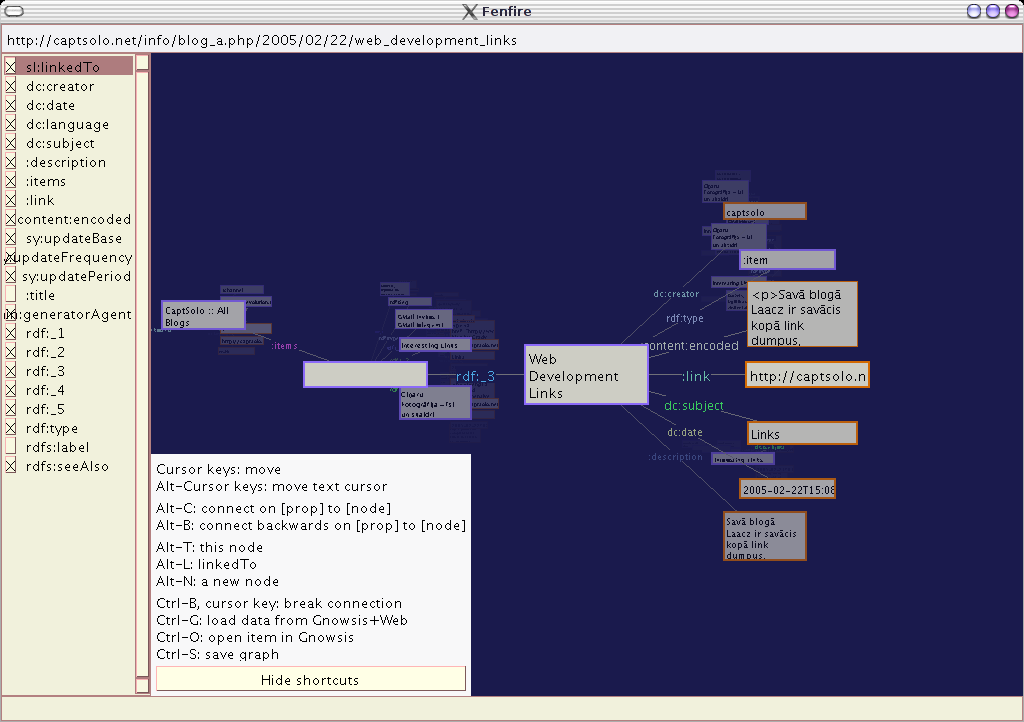 Fenfire
http://captsolo.net/info/blog_a.php/2005/02/22/web_development_links
sl:linkedTo
dc:creator
dc:date
dc:language
dc:subject
:description
:items
:link
content:encoded
sy:updateBase
updateFrequency
sy:updatePeriod
:title
generatorAgent
rdf:_1
rdf:_2
rdf:_3
rdf:_4
rdf:_5
rdf:type
rdfs:label
rdfs:seeAlso
CaptSolo :: All
Blogs
:items
:channel
Interesting Links
rdf:_3
Web
Development
Links
captsolo
:item
dc:creator
rdf:type
<p>Savā blogā
Laacz ir savācis
kopā link
dumpus,
content:encoded
:link
http://captsolo.n
dc:subject
Links
dc:date
:description
Interesting Links
2005-02-22T15:08
Savā blogā
Laacz ir savācis
kopā link
dumpus,
Cursor keys: move
Alt-Cursor keys: move text cursor
Alt-C: connect on [prop] to [node]
Alt-B: connect backwards on [prop] to [node]
Alt-T: this node
Alt-L: linkedTo
Alt-N: a new node
Ctrl-B, cursor key: break connection
Ctrl-G: load data from Gnowsis+Web
Ctrl-O: open item in Gnowsis
Ctrl-S: save graph
Hide shortcuts